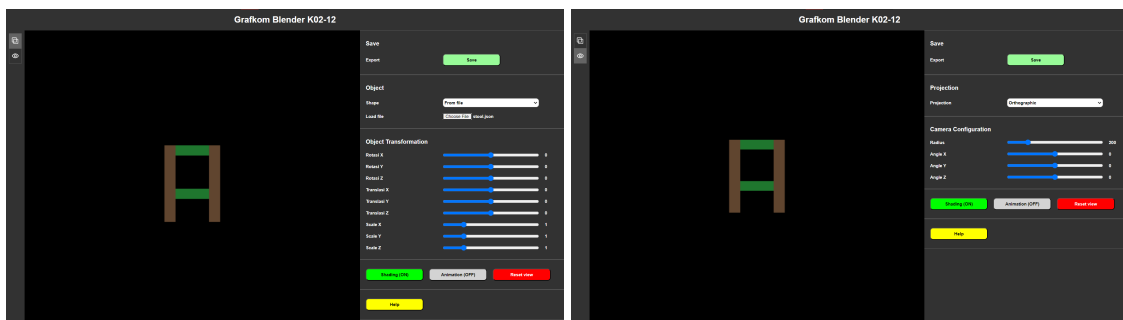 Grafkom Blender K02-12
Save
Export Save
Object
Shape From file
Load file Choose File stool.json
Object Transformation
Rotasi X 0
Rotasi Y 0
Rotasi Z 0
Translasi X 0
Translasi Y 0
Translasi Z 0
Scale X 1
Scale Y 1
Scale Z 1
Shading (ON) Animation (OFF) Reset view
Help
Grafkom Blender K02-12
Save
Export Save
Projection
Projection Orthographic
Camera Configuration
Radius 200
Angle X 0
Angle Y 0
Angle Z 0
Shading (ON) Animation (OFF) Reset view
Help